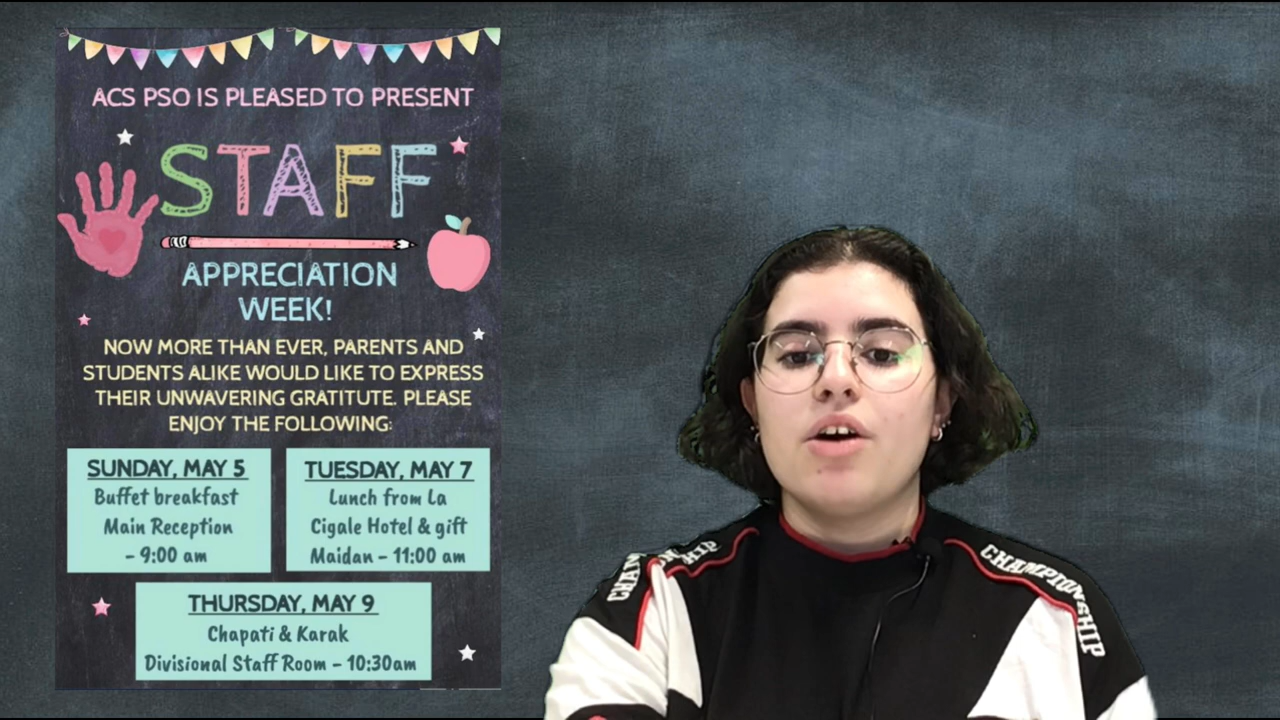 ACS PSO IS PLEASED TO PRESENT
STAFF
APPRECIATION
WEEK!
NOW MORE THAN EVER, PARENTS AND
STUDENTS ALIKE WOULD LIKE TO EXPRESS
THEIR UNWAVERING GRATITUTE. PLEASE
ENJOY THE FOLLOWING:
SUNDAY, MAY 5
Buffet breakfast
Main Reception
- 9:00 am
TUESDAY, MAY 7
Lunch from La
Cigale Hotel & gift
Maidan - 11:00 am
THURSDAY, MAY 9
Chapati & Karak
Divisional Staff Room - 10:30am
CHAMPIONSHIP